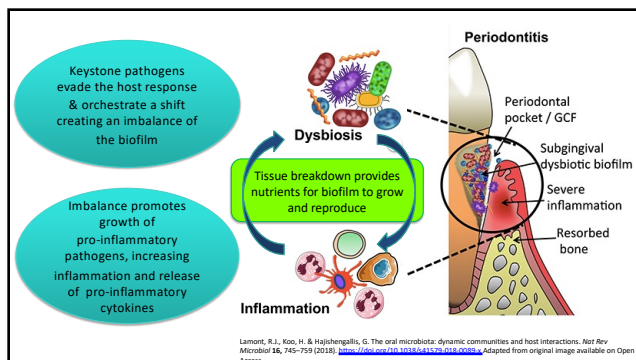 Keystone pathogens
evade the host response
& orchestrate a shift
creating an imbalance of
the biofilm
Imbalance promotes
growth of
pro-inflammatory
pathogens, increasing
inflammation and release
of pro-inflammatory
cytokines
Dysbiosis
Tissue breakdown provides
nutrients for biofilm to grow
and reproduce
Inflammation
Periodontitis
Periodontal
pocket / GCF
Subgingival
dysbiotic biofilm
Severe
inflammation
Resorbed
bone
Lamont, R.J., Koo, H. & Hajishengallis, G. The oral microbiota: dynamic communities and host interactions. Nat Rev
Microbiol 16, 745–759 (2018). https://doi.org/10.1038/s41579-018-0089-x Adapted from original image available on Open
Access